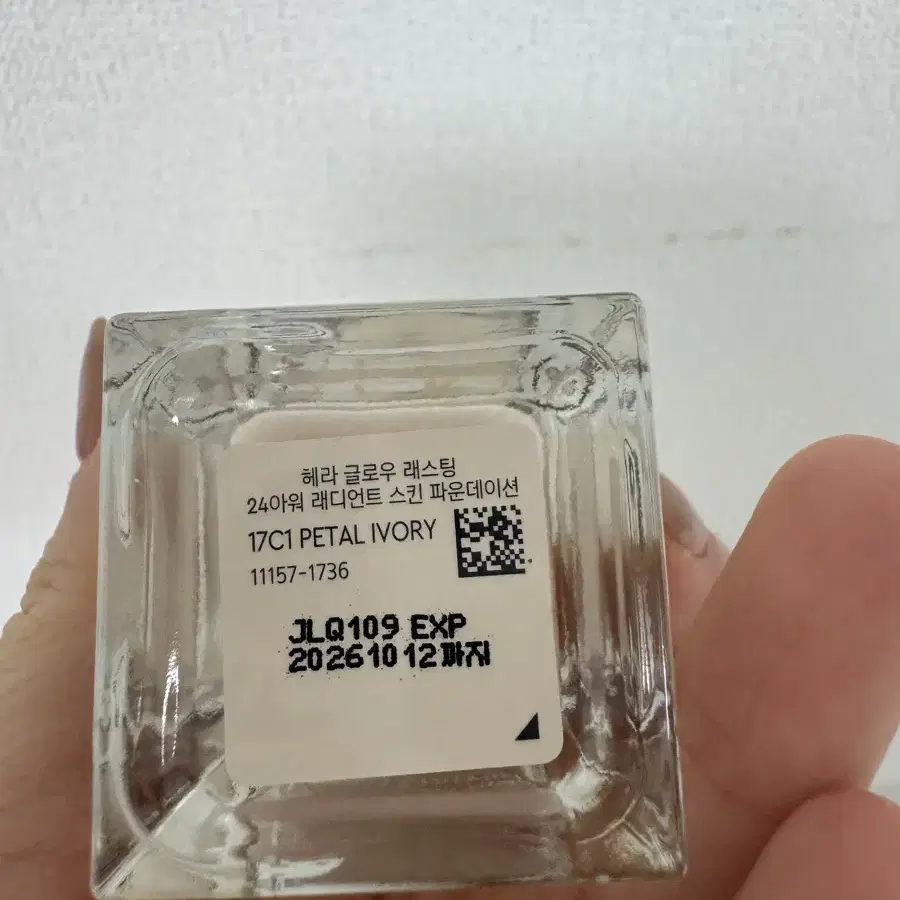 헤라 글로우 래스팅
24아워 래디언트 스킨 파운데이션
17C1 PETAL IVORY
11157-1736
JLQ109 EXP
20261012까지